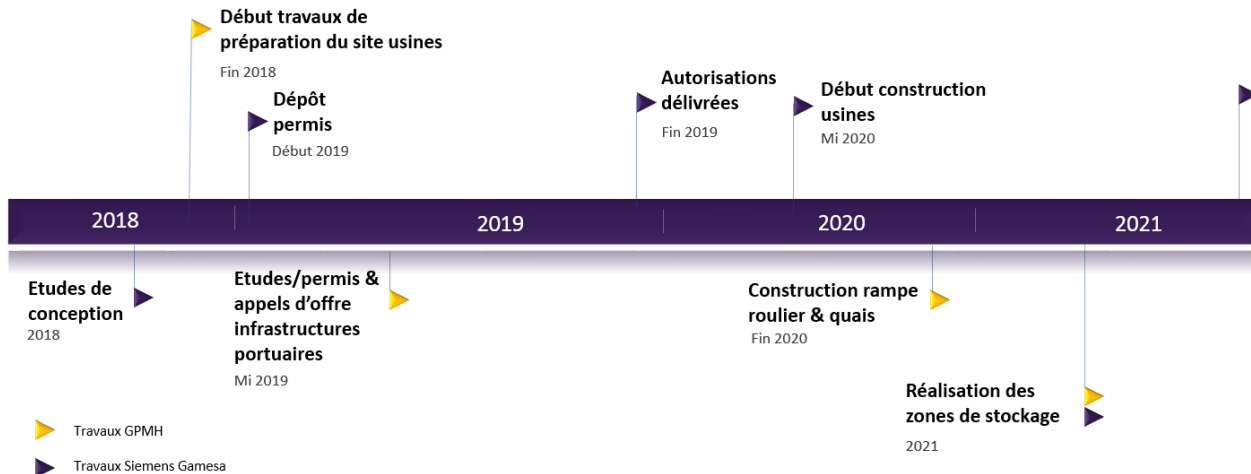 Début travaux de
préparation du site usines
Fin 2018
Dépôt
permis
Début 2019
Autorisations
délivrées
Fin 2019
Début construction
usines
Mi 2020
2018
2019
2020
2021
Etudes de
conception
2018
Etudes/permis &
appels d’offre
infrastructures
portuaires
Mi 2019
Construction rampe
roulier & quais
Fin 2020
Réalisation des
zones de stockage
2021
Travaux GPMH
Travaux Siemens Gamesa